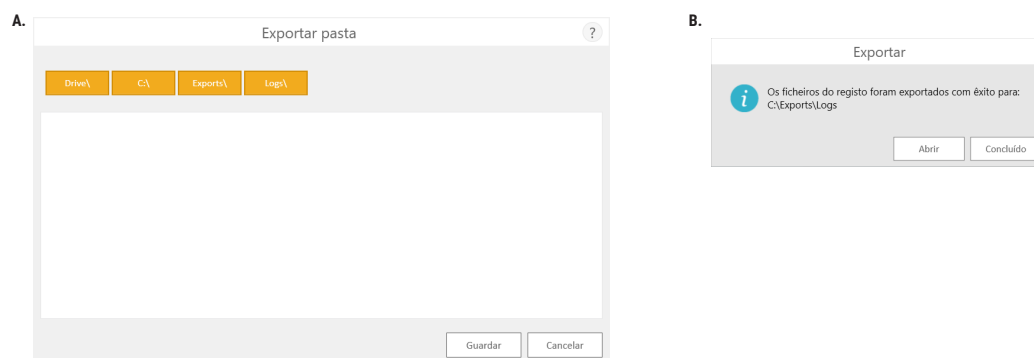 A.
Exportar pasta
?
Drive\ C:\ Exports\ Logs\
Guardar Cancelar
B.
Exportar
i
Os ficheiros do registo foram exportados com êxito para:
C:\Exports\Logs
Abrir Concluído